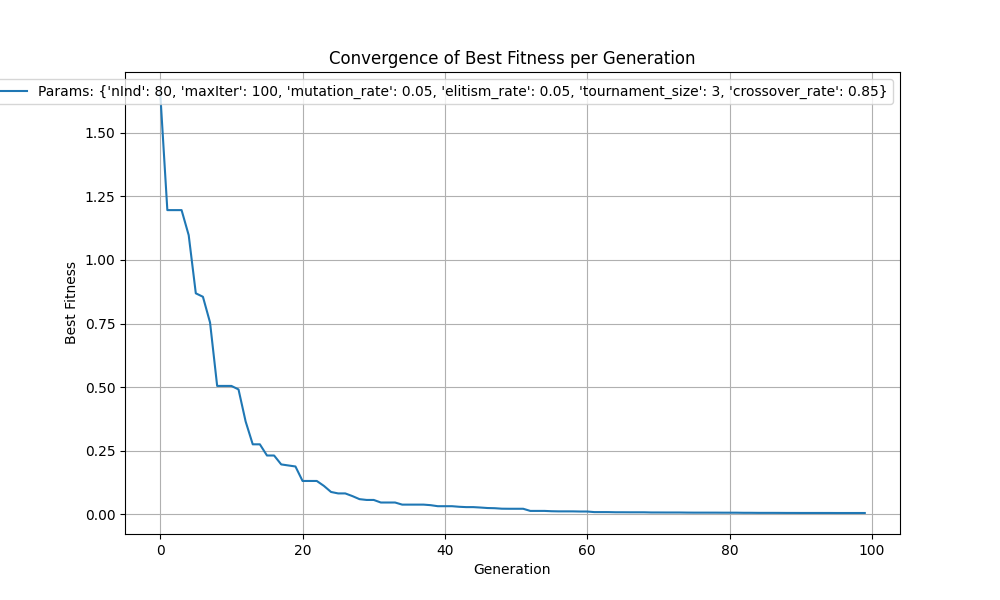 Convergence of Best Fitness per Generation
Params: {'nInd': 80, 'maxIter': 100, 'mutation_rate': 0.05, 'elitism_rate': 0.05, 'tournament_size': 3, 'crossover_rate': 0.85}
1.50
1.25
1.00
0.75
0.50
0.25
0.00
Best Fitness
0 20 40 60 80 100
Generation